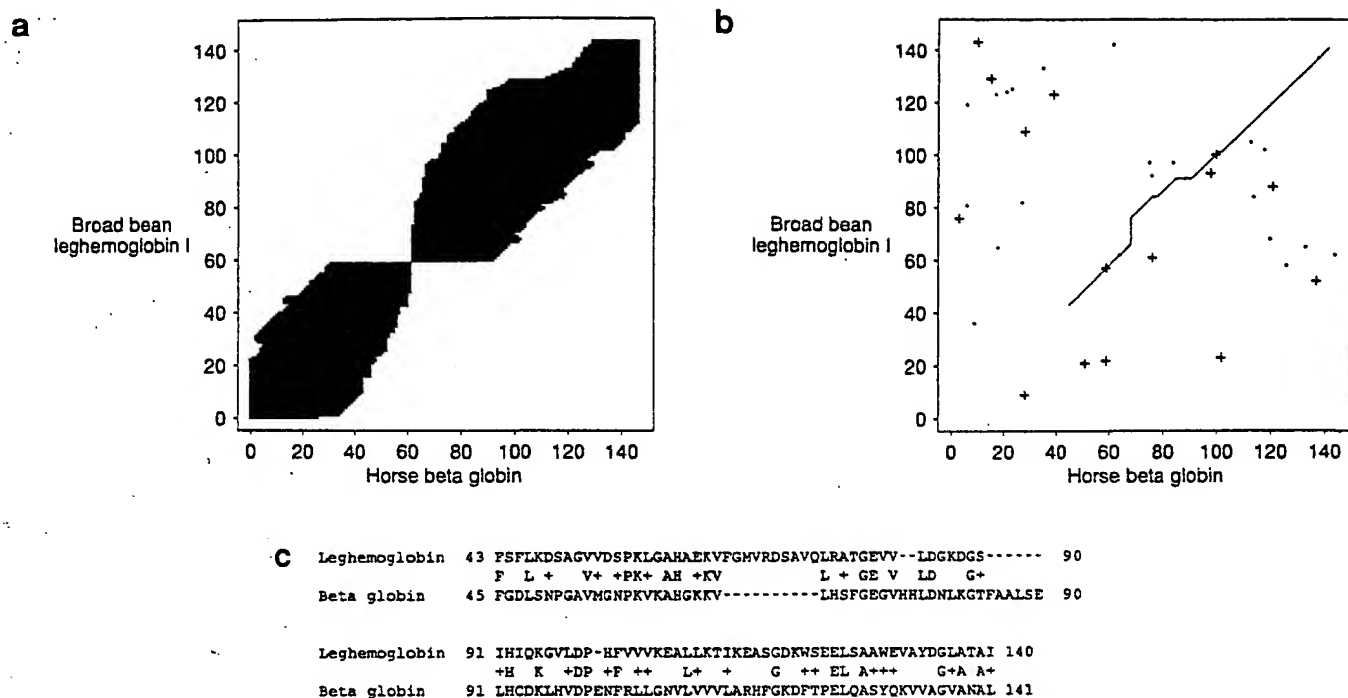 a
b
140
120
100
80
60
40
20
0
Broad bean
leghemoglobin I
0 20 40 60 80 100 120 140
Horse beta globin
140
120
100
80
60
40
20
0
Broad bean
leghemoglobin I
0 20 40 60 80 100 120 140
Horse beta globin
c
Leghemoglobin 43 FSFLKDSAGVVDSPKLGAHAEKVFGMVRDSAVQLRATGEVV--LDGKDGS------ 90
F L + V+ +PK+ AH +KV L + GE V LD G+
Beta globin 45 FGDLSNPGAVMGNPKVKAHGKKV----------LHSFGEGVHHLDNLKGTFAALSE 90
Leghemoglobin 91 IHIQKGVLDP-HFVVVKEALLKTIKEASGDKWSEELSAAWEVAYDGLATAI 140
+H K +DP +F ++ L+ + G ++ EL A+++ G+A A+
Beta globin 91 LHCDKLHVDPENFRLLGNVLVVVLARHFGKDFTPELQASYQKVVAGVANAL 141